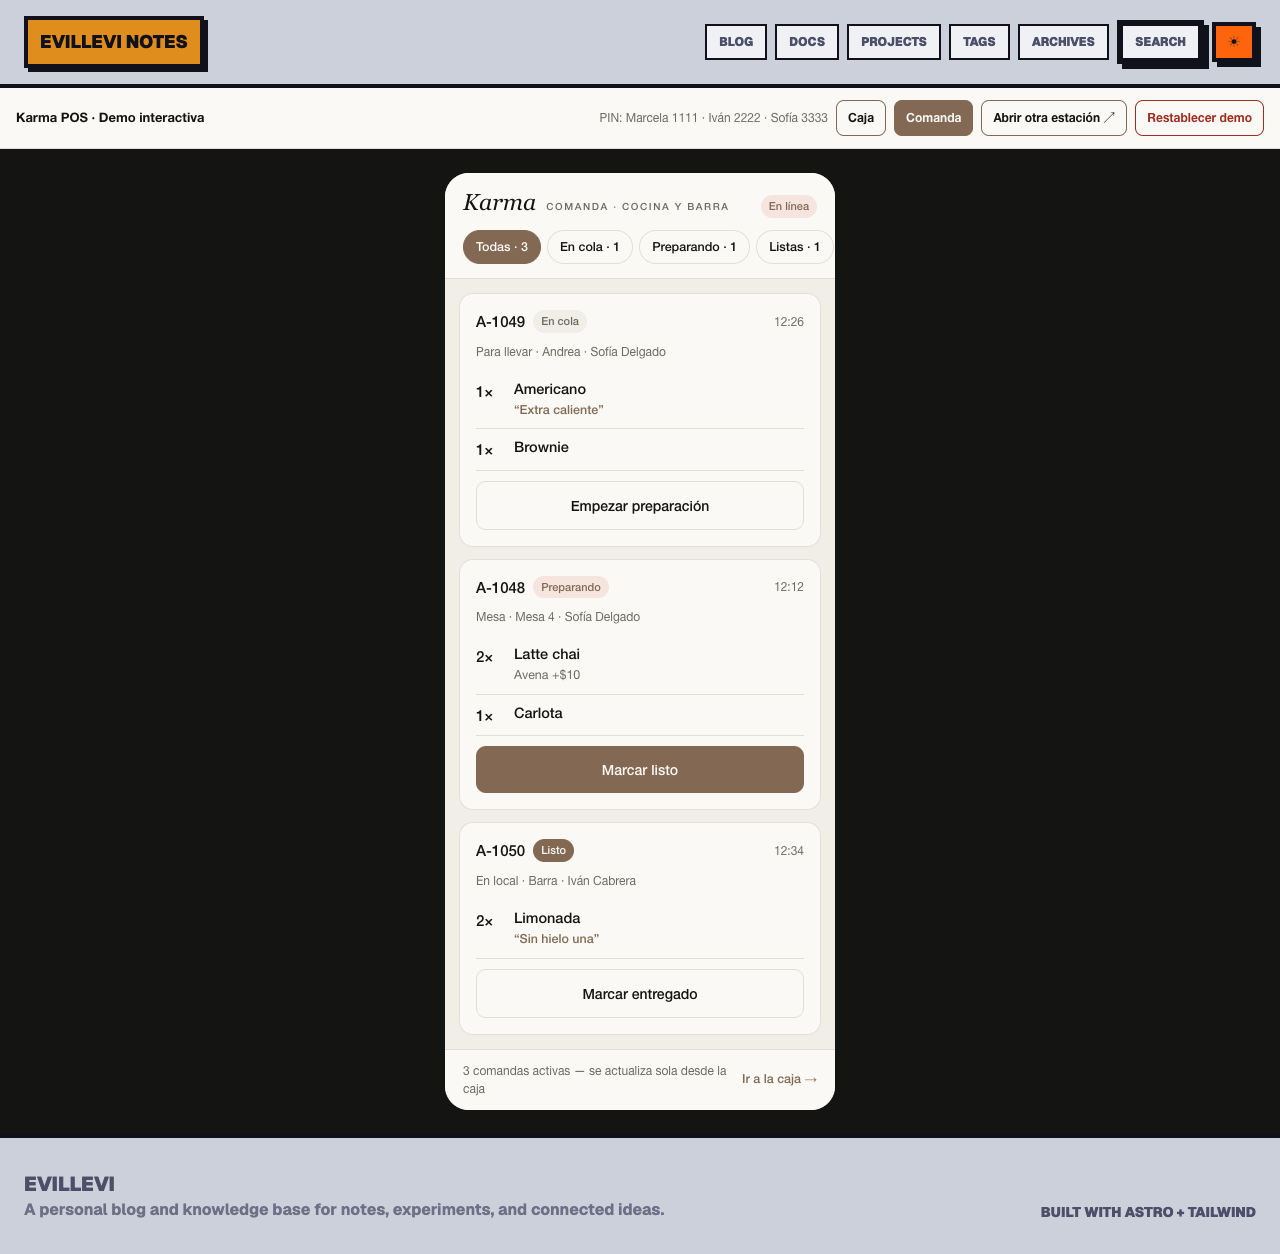 EVILLEVI NOTES
BLOG
DOCS
PROJECTS
TAGS
ARCHIVES
SEARCH
Karma POS · Demo interactiva
PIN: Marcela 1111 · Iván 2222 · Sofía 3333
Caja
Comanda
Abrir otra estación ↗
Restablecer demo
Karma COMANDA · COCINA Y BARRA
En línea
Todas · 3
En cola · 1
Preparando · 1
Listas · 1
A-1049 En cola 12:26
Para llevar · Andrea · Sofía Delgado
1× Americano
“Extra caliente”
1× Brownie
Empezar preparación
A-1048 Preparando 12:12
Mesa · Mesa 4 · Sofía Delgado
2× Latte chai
Avena +$10
1× Carlota
Marcar listo
A-1050 Listo 12:34
En local · Barra · Iván Cabrera
2× Limonada
“Sin hielo una”
Marcar entregado
3 comandas activas — se actualiza sola desde la
caja
Ir a la caja →
EVILLEVI
A personal blog and knowledge base for notes, experiments, and connected ideas.
BUILT WITH ASTRO + TAILWIND